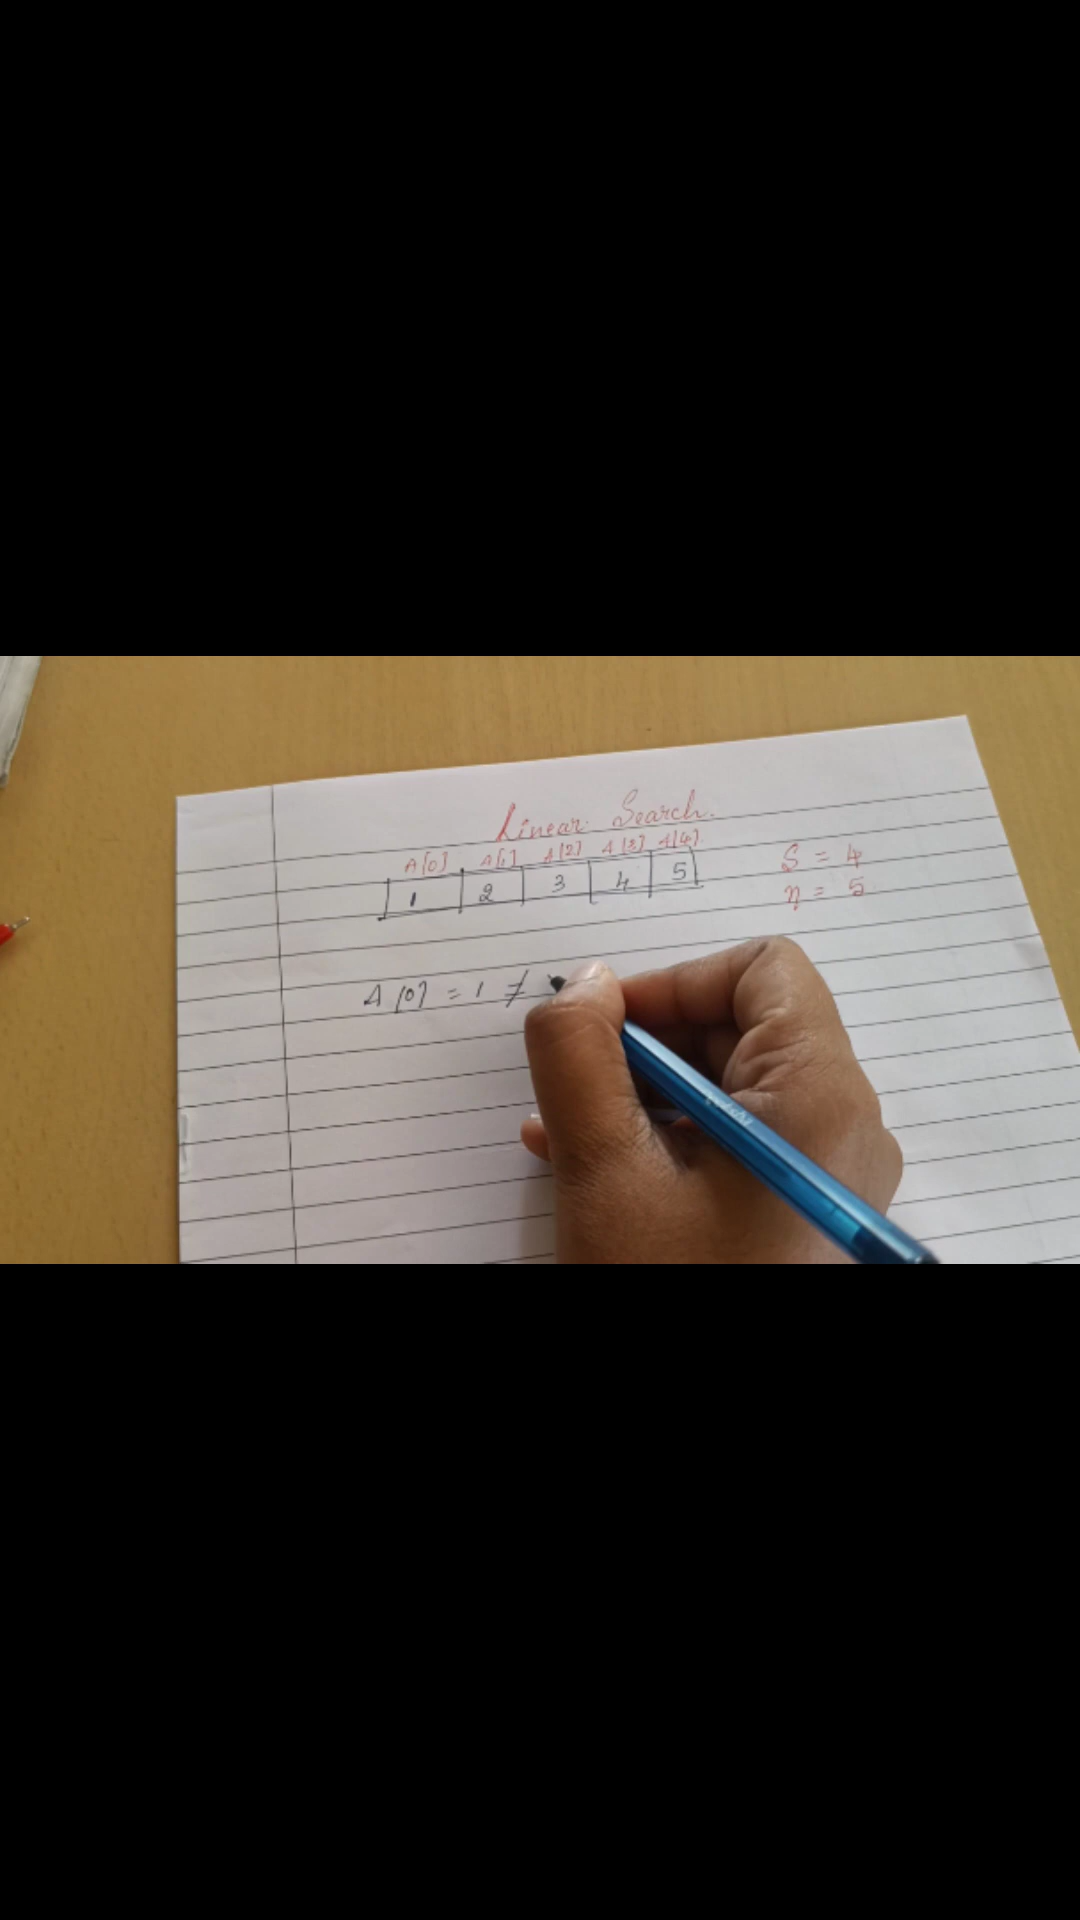 Linear Search.
A[0] A[1] A[2] A[3] A[4]
1 2 3 4 5
S = 4
n = 5
A[0] = 1 ≠